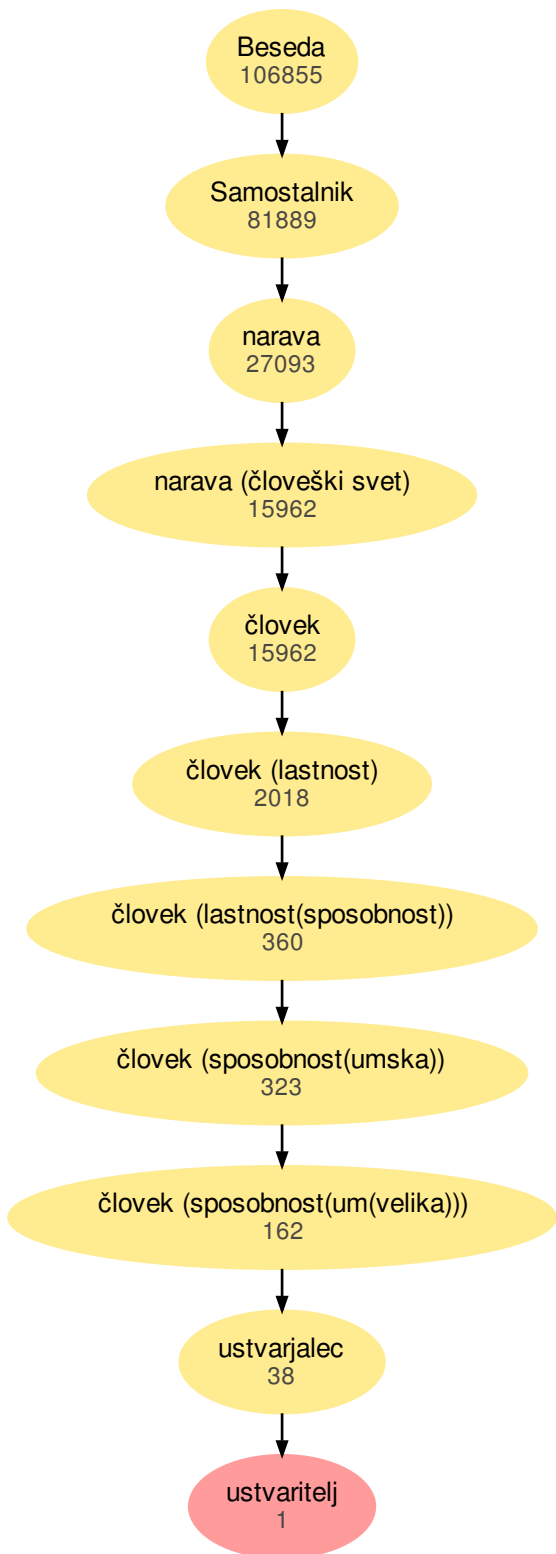 Beseda
106855
Samostalnik
81889
narava
27093
narava (človeški svet)
15962
človek
15962
človek (lastnost)
2018
človek (lastnost(sposobnost))
360
človek (sposobnost(umska))
323
človek (sposobnost(um(velika)))
162
ustvarjalec
38
ustvaritelj
1